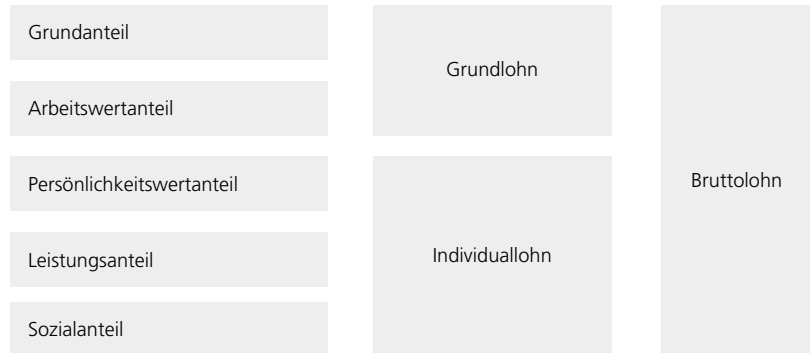 Grundanteil
Arbeitswertanteil
Persönlichkeitswertanteil
Leistungsanteil
Sozialanteil
Grundlohn
Individuallohn
Bruttolohn